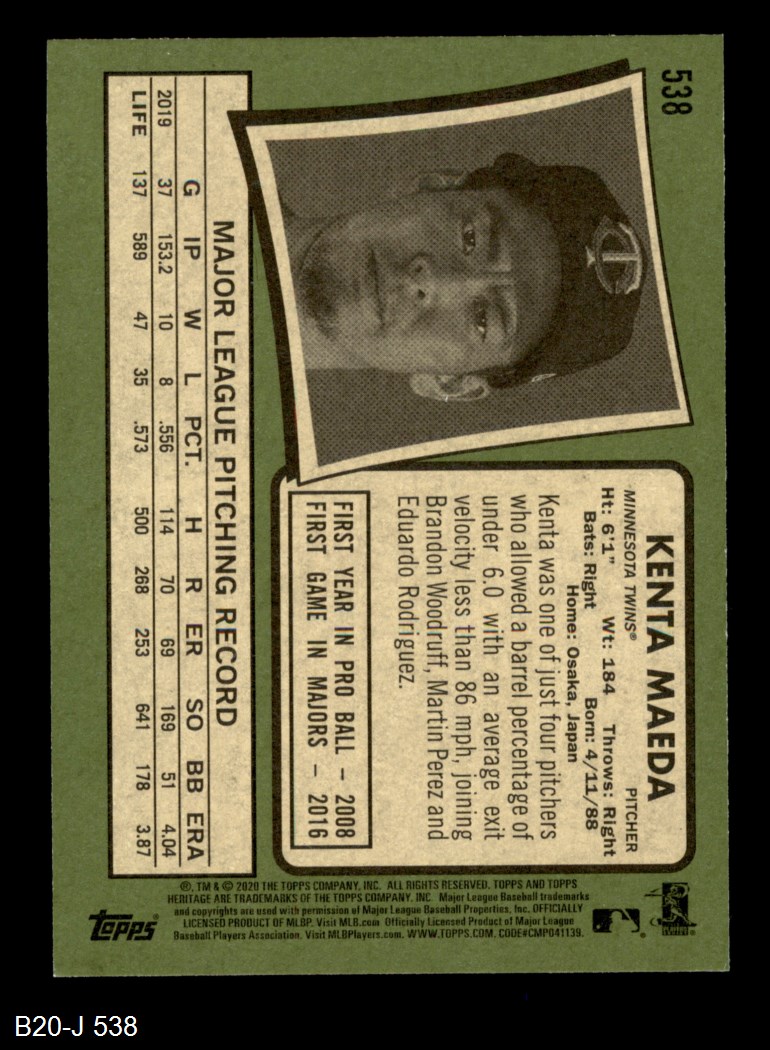 538
KENTA MAEDA
MINNESOTA TWINS® PITCHER
Ht: 6'1" Wt: 184 Throws: Right
Bats: Right Born: 4/11/88
Home: Osaka, Japan
Kenta was one of just four pitchers
who allowed a barrel percentage of
under 6.0 with an average exit
velocity less than 86 mph, joining
Brandon Woodruff, Martin Perez and
Eduardo Rodriguez.
FIRST YEAR IN PRO BALL – 2008
FIRST GAME IN MAJORS – 2016
MAJOR LEAGUE PITCHING RECORD
G IP W L PCT. H R ER SO BB ERA
2019 37 153.2 10 8 .556 114 70 69 169 51 4.04
LIFE 137 589 47 35 .573 500 268 253 641 178 3.87
®, TM & © 2020 THE TOPPS COMPANY, INC. ALL RIGHTS RESERVED. TOPPS AND TOPPS
HERITAGE ARE TRADEMARKS OF THE TOPPS COMPANY, INC. Major League Baseball trademarks
and copyrights are used with permission of Major League Baseball Properties, Inc. OFFICIALLY
LICENSED PRODUCT OF MLBP. Visit MLB.com Officially Licensed Product of Major League
Baseball Players Association. Visit MLBPlayers.com. WWW.TOPPS.COM. CODE#CMP041139.
TOPPS®
B20-J 538